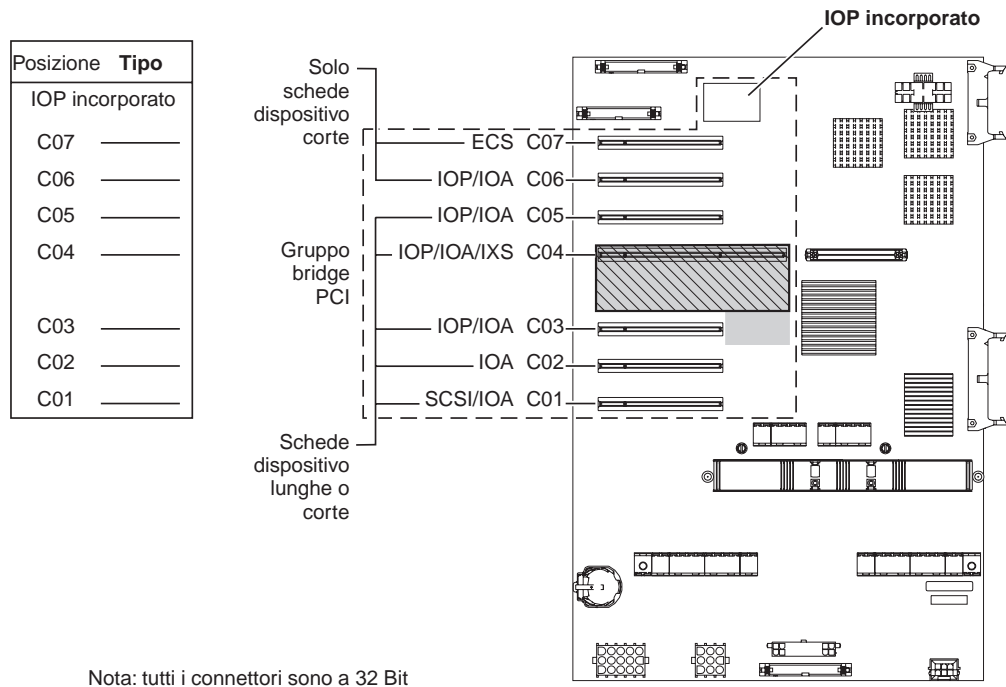 IOP incorporato
Posizione Tipo
IOP incorporato
C07
C06
C05
C04
C03
C02
C01
Solo
schede
dispositivo
corte
Gruppo
bridge
PCI
Schede
dispositivo
lunghe o
corte
ECS C07
IOP/IOA C06
IOP/IOA C05
IOP/IOA/IXS C04
IOP/IOA C03
IOA C02
SCSI/IOA C01
Nota: tutti i connettori sono a 32 Bit